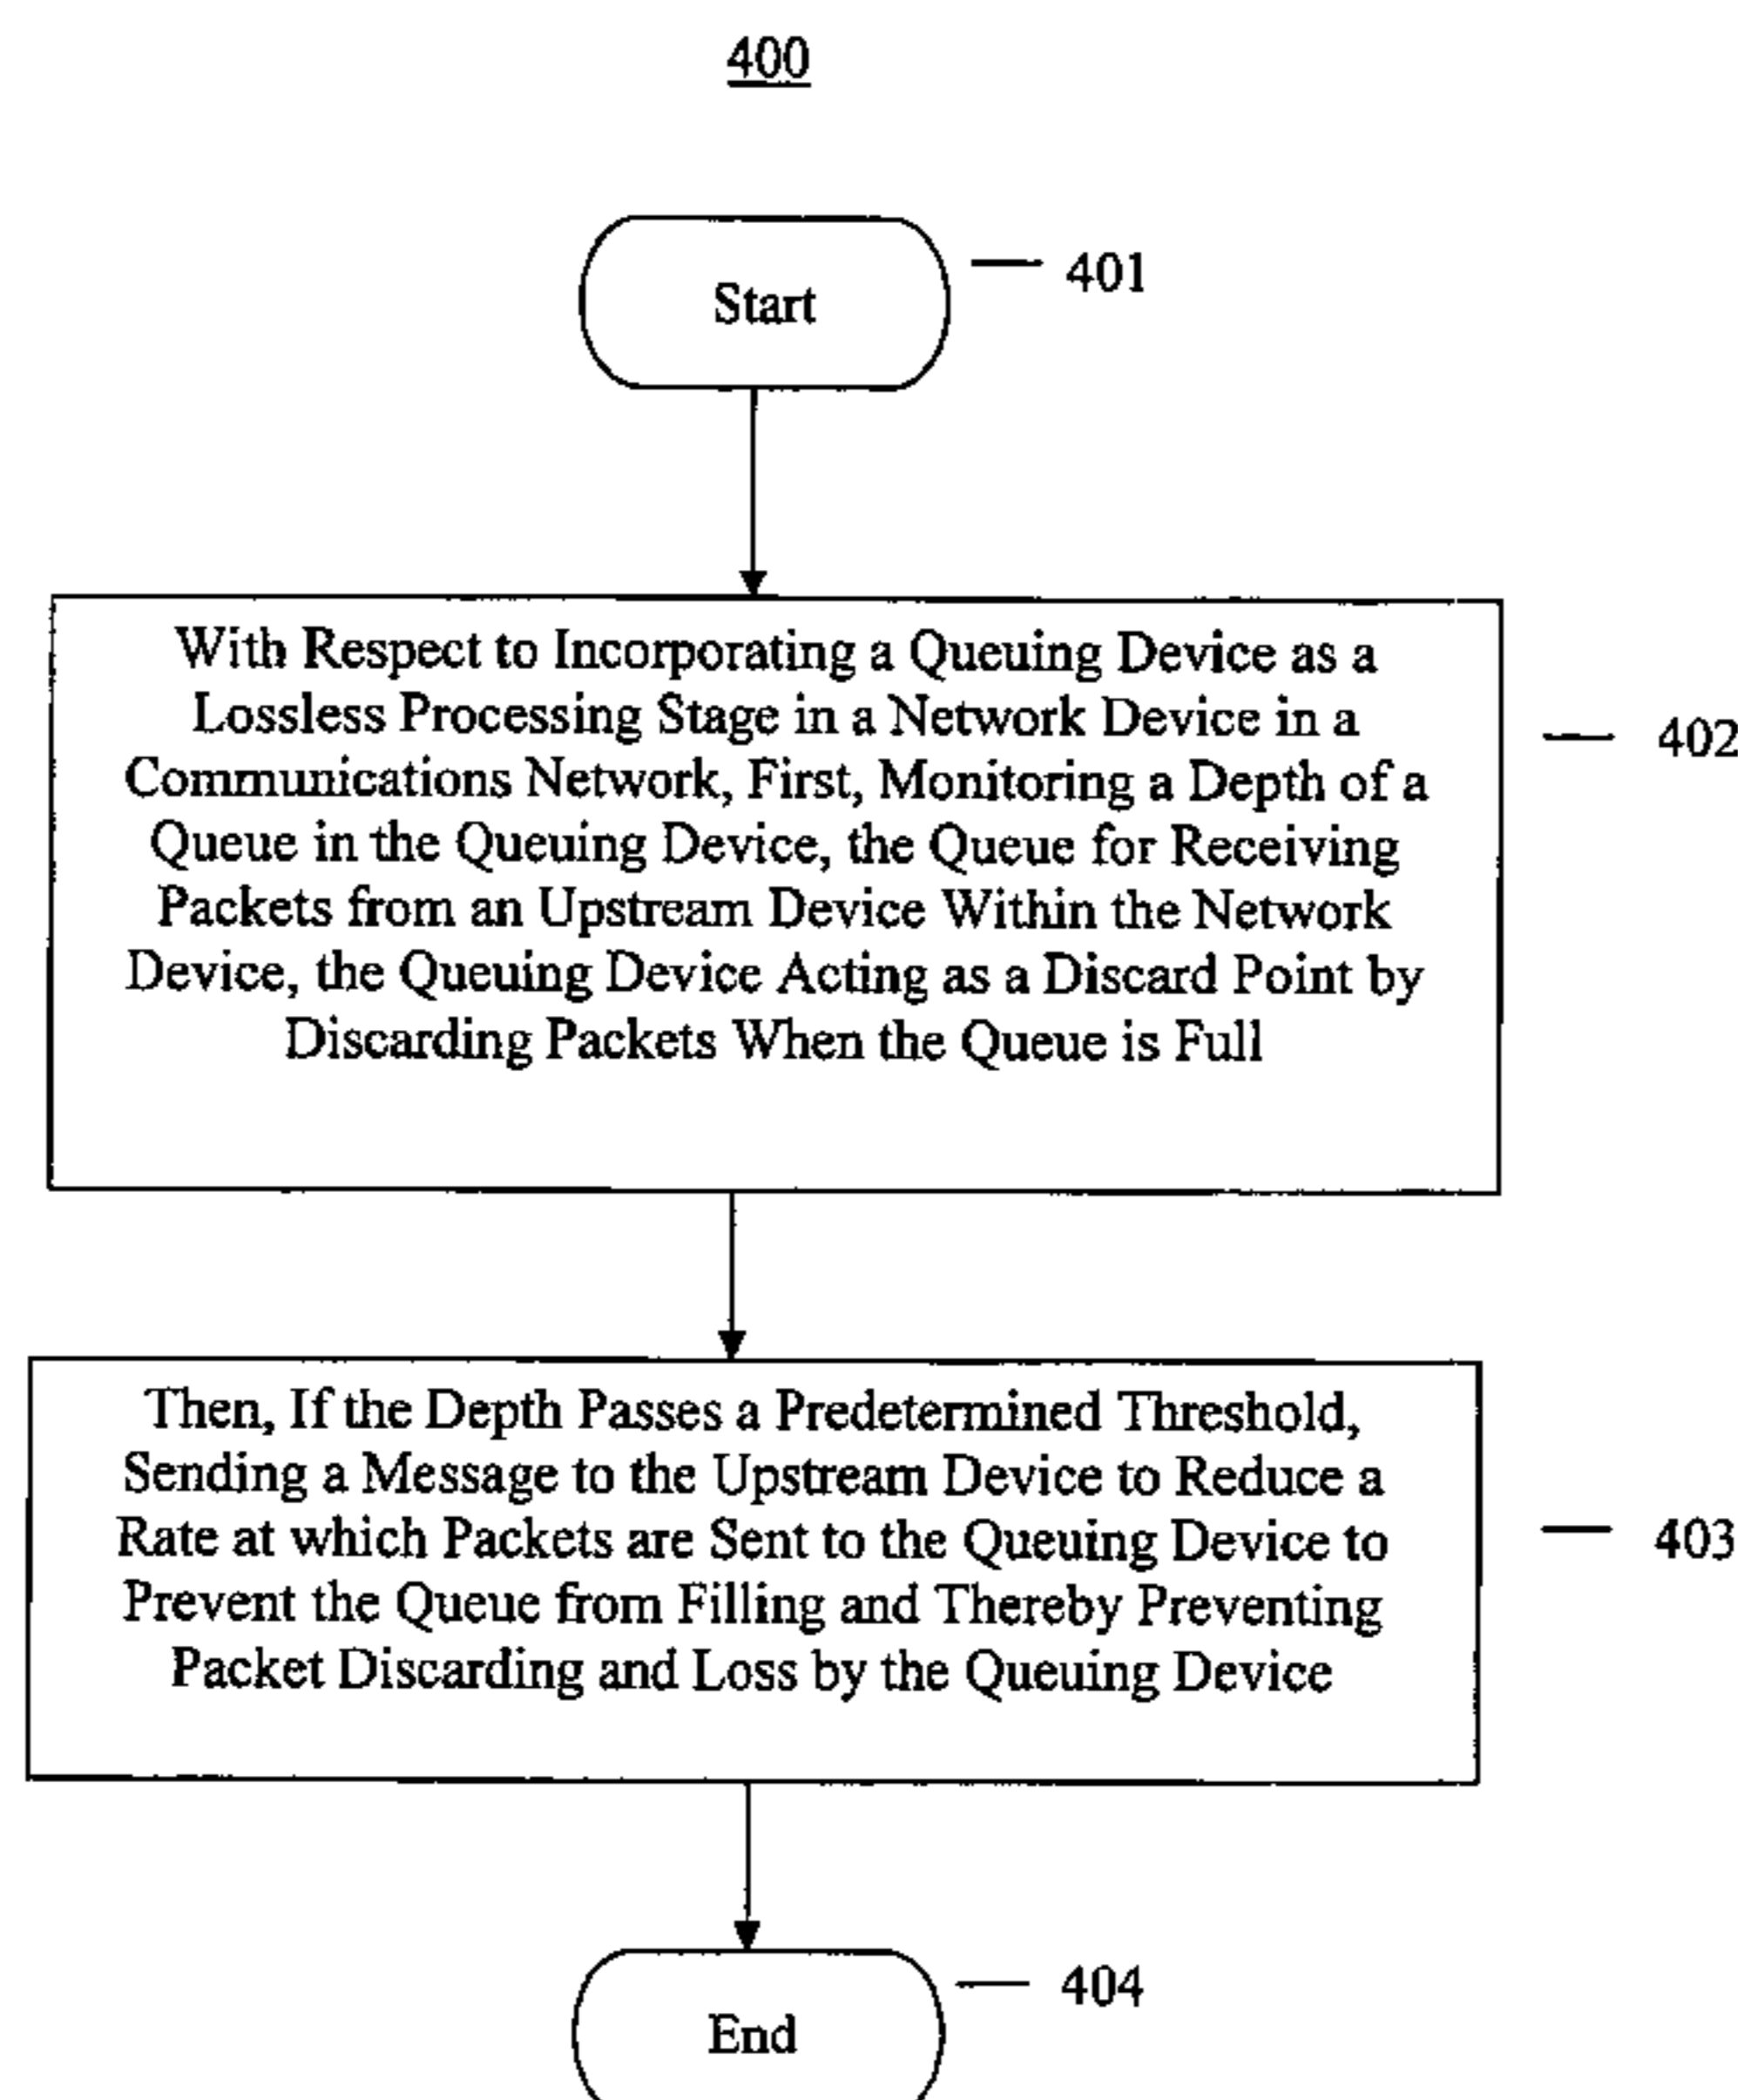 400
Start
401
With Respect to Incorporating a Queuing Device as a
Lossless Processing Stage in a Network Device in a
Communications Network, First, Monitoring a Depth of a
Queue in the Queuing Device, the Queue for Receiving
Packets from an Upstream Device Within the Network
Device, the Queuing Device Acting as a Discard Point by
Discarding Packets When the Queue is Full
402
Then, If the Depth Passes a Predetermined Threshold,
Sending a Message to the Upstream Device to Reduce a
Rate at which Packets are Sent to the Queuing Device to
Prevent the Queue from Filling and Thereby Preventing
Packet Discarding and Loss by the Queuing Device
403
End
404